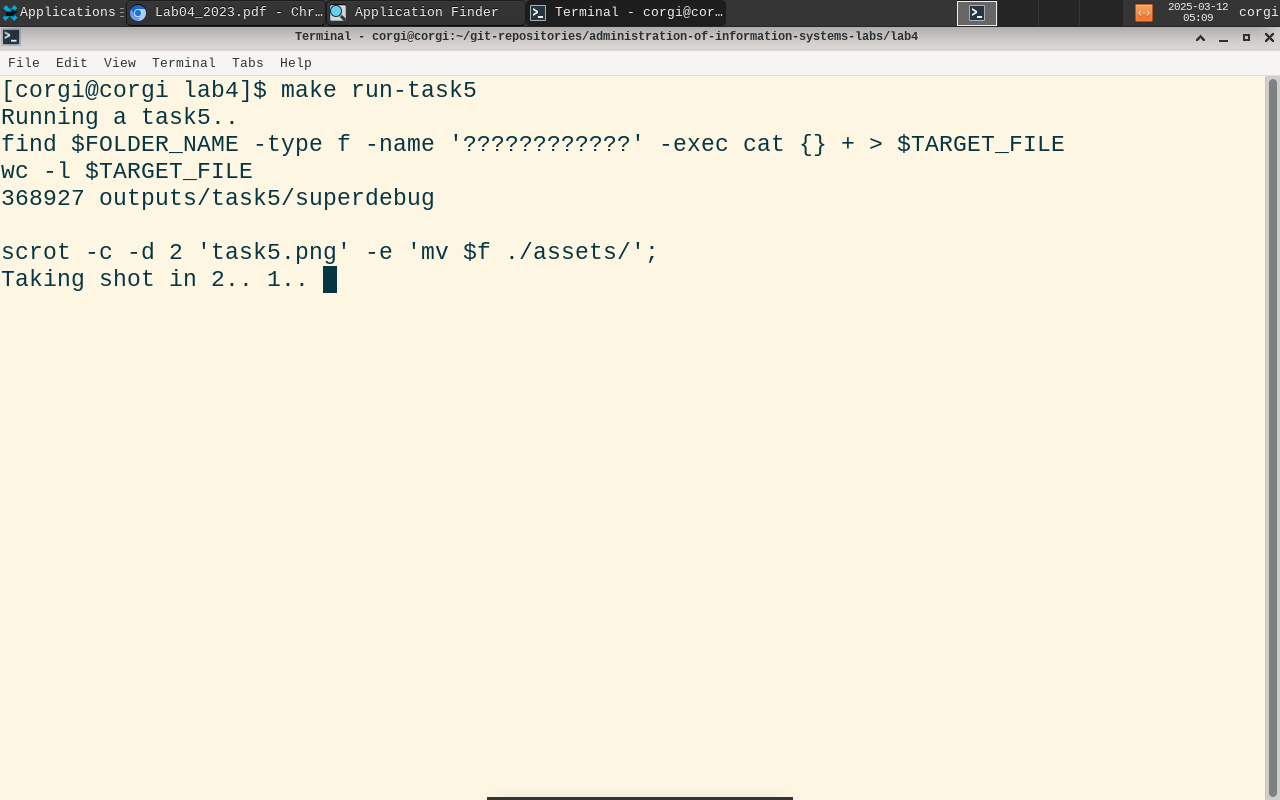 Applications
Lab04_2023.pdf - Chr…
Application Finder
Terminal - corgi@cor…
2025-03-12
05:09
corgi
Terminal - corgi@corgi:~/git-repositories/administration-of-information-systems-labs/lab4
File Edit View Terminal Tabs Help
[corgi@corgi lab4]$ make run-task5
Running a task5..
find $FOLDER_NAME -type f -name '????????????' -exec cat {} + > $TARGET_FILE
wc -l $TARGET_FILE
368927 outputs/task5/superdebug
scrot -c -d 2 'task5.png' -e 'mv $f ./assets/';
Taking shot in 2.. 1..